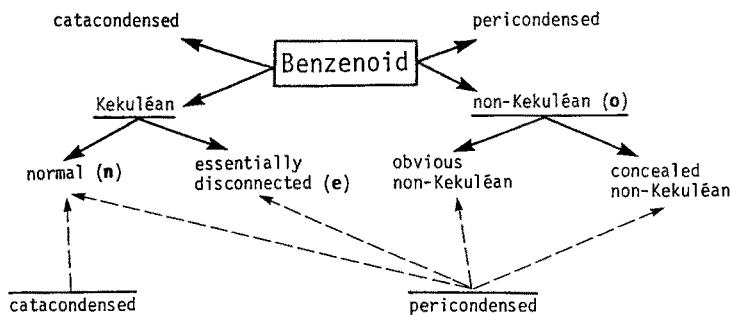 catacondensed
pericondensed
Benzenoid
Kekuléan
non-Kekuléan (o)
normal (n)
essentially
disconnected (e)
obvious
non-Kekuléan
concealed
non-Kekuléan
catacondensed
pericondensed